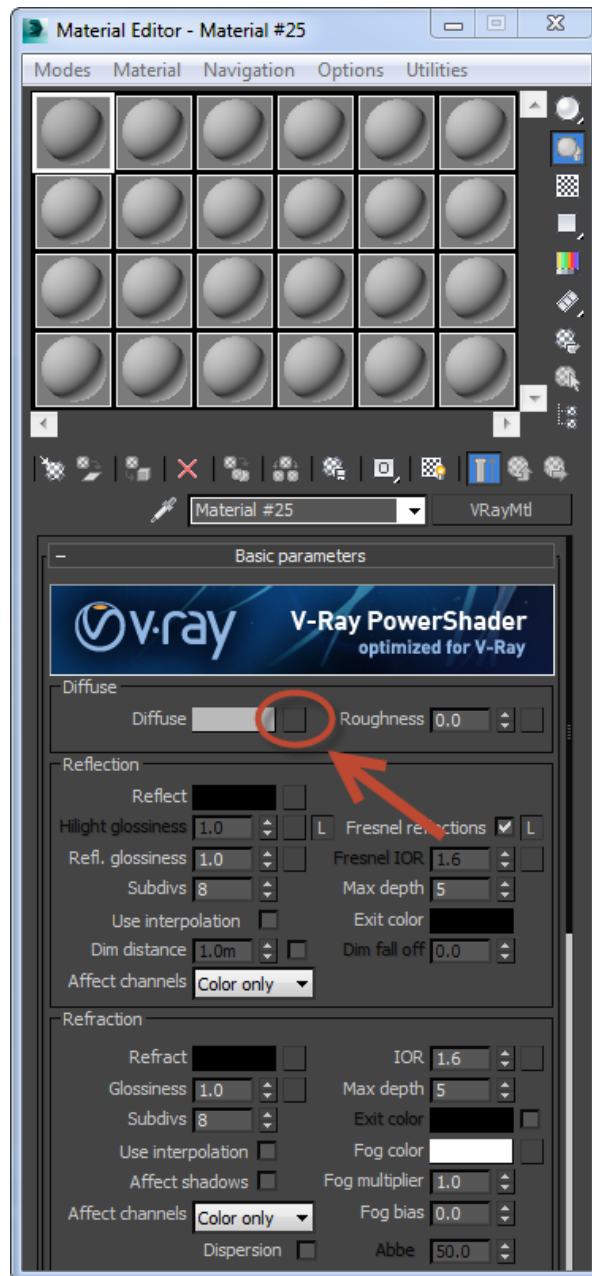 Material Editor - Material #25
Modes Material Navigation Options Utilities
Material #25 VRayMtl
Basic parameters
v·ray V-Ray PowerShader
optimized for V-Ray
Diffuse
Diffuse Roughness 0.0
Reflection
Reflect
Hilight glossiness 1.0 L Fresnel reflections L
Refl. glossiness 1.0 Fresnel IOR 1.6
Subdivs 8 Max depth 5
Use interpolation Exit color
Dim distance 1.0m Dim fall off 0.0
Affect channels Color only
Refraction
Refract IOR 1.6
Glossiness 1.0 Max depth 5
Subdivs 8 Exit color
Use interpolation Fog color
Affect shadows Fog multiplier 1.0
Affect channels Color only Fog bias 0.0
Dispersion Abbe 50.0